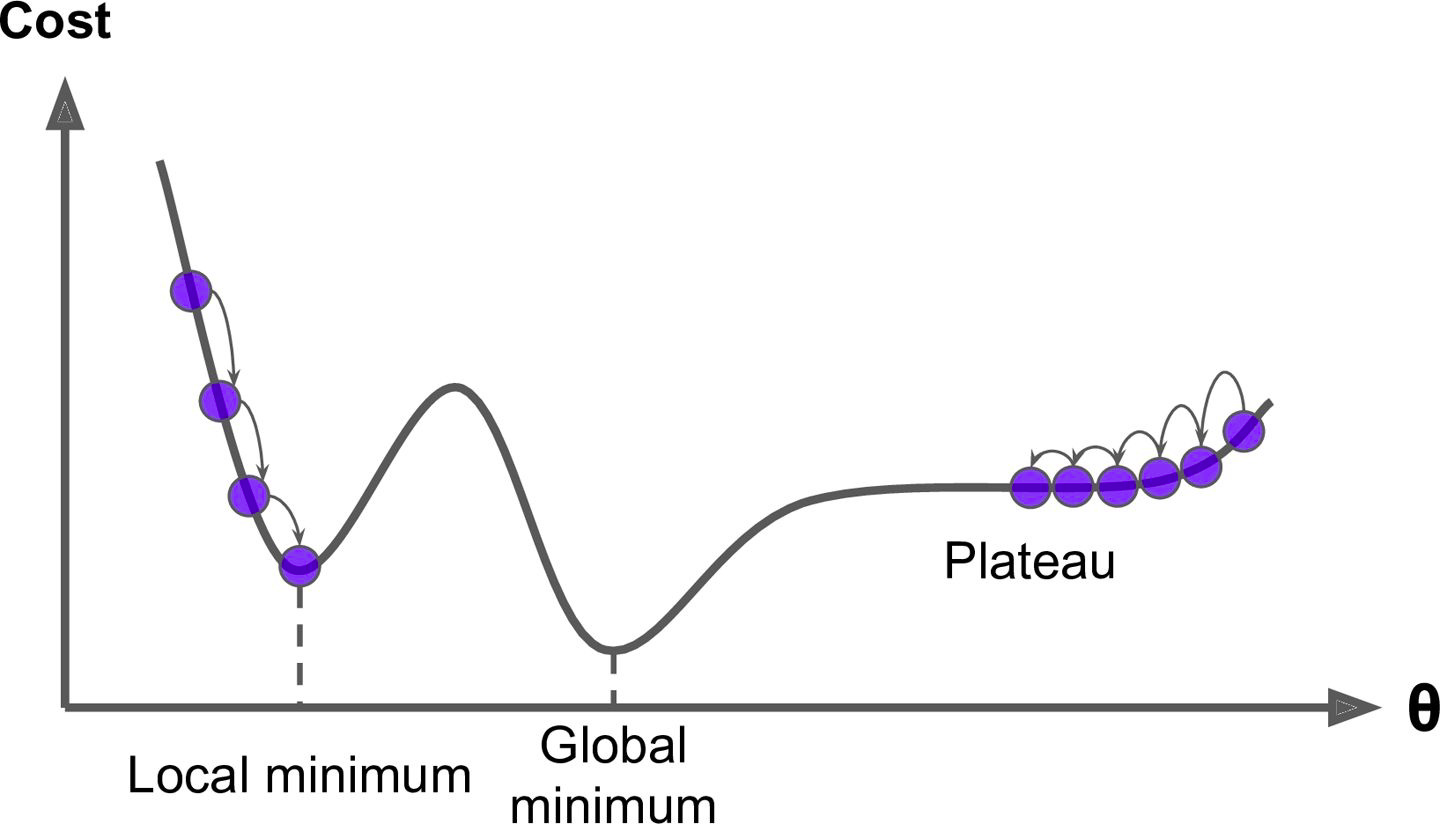 Cost
Plateau
θ
Local minimum
Global
minimum